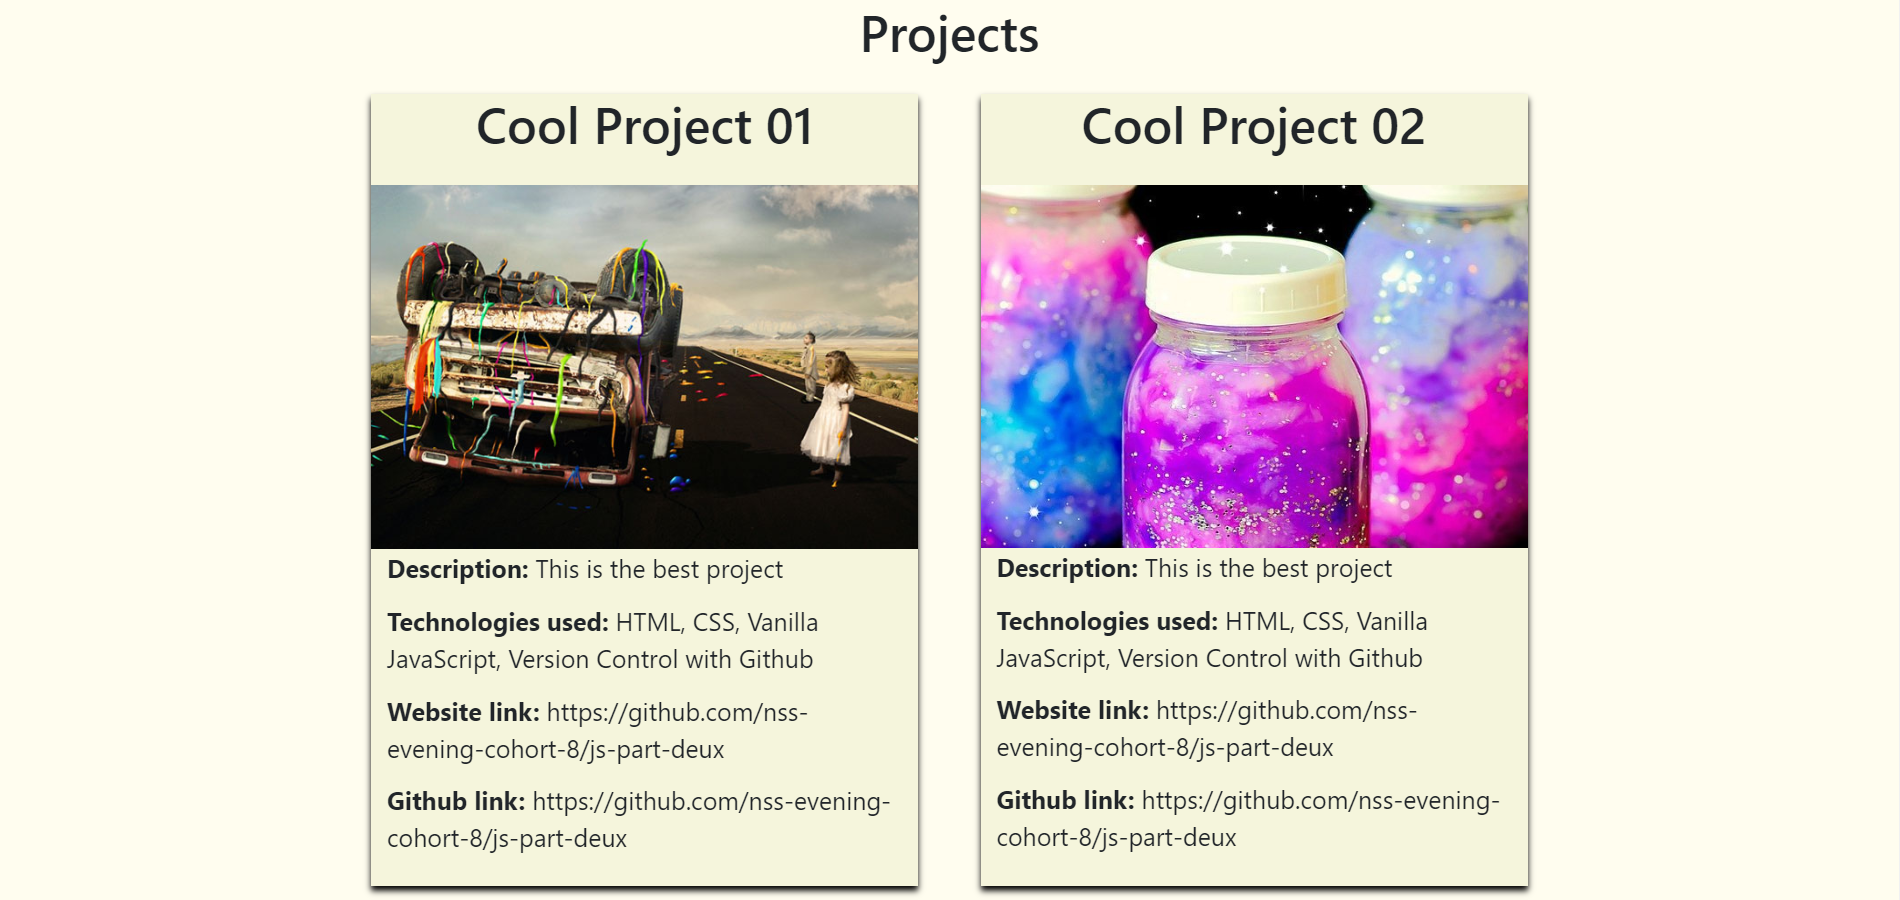 Projects
Cool Project 01
Description: This is the best project
Technologies used: HTML, CSS, Vanilla
JavaScript, Version Control with Github
Website link: https://github.com/nss-
evening-cohort-8/js-part-deux
Github link: https://github.com/nss-evening-
cohort-8/js-part-deux
Cool Project 02
Description: This is the best project
Technologies used: HTML, CSS, Vanilla
JavaScript, Version Control with Github
Website link: https://github.com/nss-
evening-cohort-8/js-part-deux
Github link: https://github.com/nss-evening-
cohort-8/js-part-deux